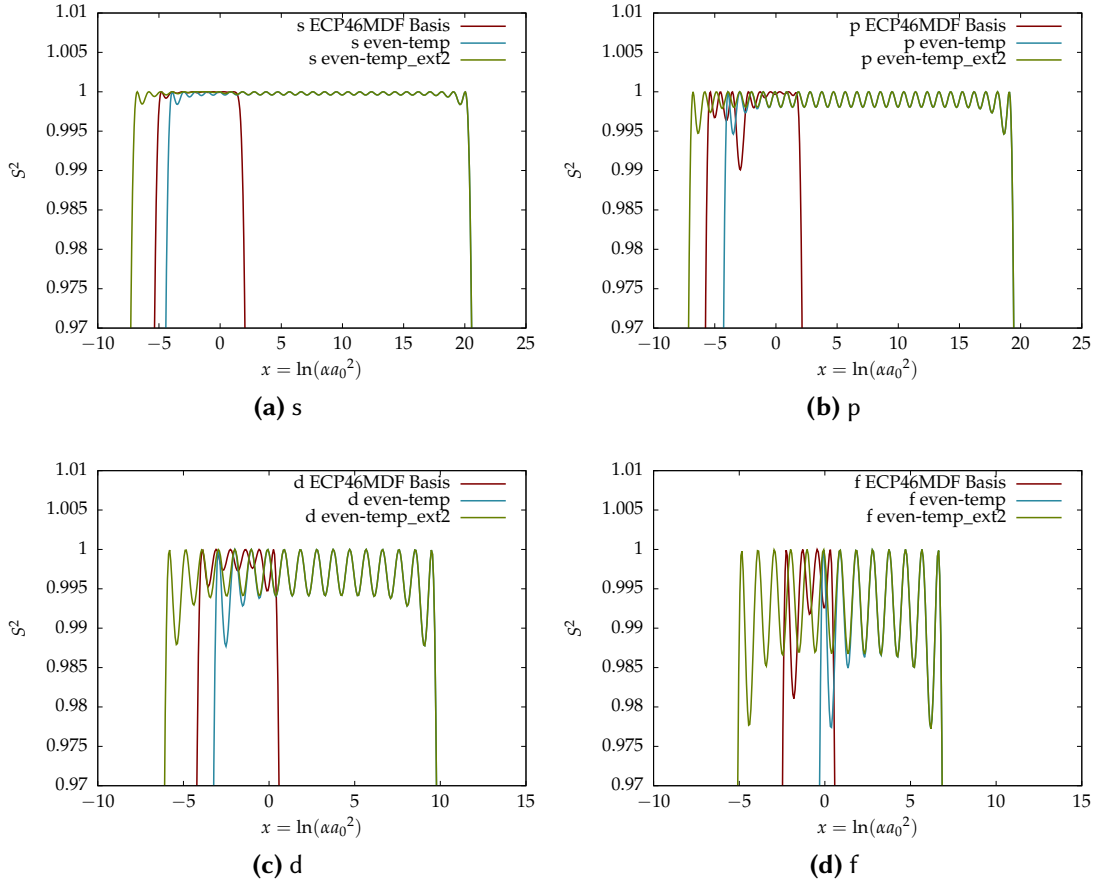 1.01
1.005
1
0.995
0.99
0.985
0.98
0.975
0.97
S²
s ECP46MDF Basis
s even-temp
s even-temp_ext2
−10 −5 0 5 10 15 20 25
x = ln(αa₀²)
(a) s
1.01
1.005
1
0.995
0.99
0.985
0.98
0.975
0.97
S²
p ECP46MDF Basis
p even-temp
p even-temp_ext2
−10 −5 0 5 10 15 20 25
x = ln(αa₀²)
(b) p
1.01
1.005
1
0.995
0.99
0.985
0.98
0.975
0.97
S²
d ECP46MDF Basis
d even-temp
d even-temp_ext2
−10 −5 0 5 10 15
x = ln(αa₀²)
(c) d
1.01
1.005
1
0.995
0.99
0.985
0.98
0.975
0.97
S²
f ECP46MDF Basis
f even-temp
f even-temp_ext2
−10 −5 0 5 10 15
x = ln(αa₀²)
(d) f